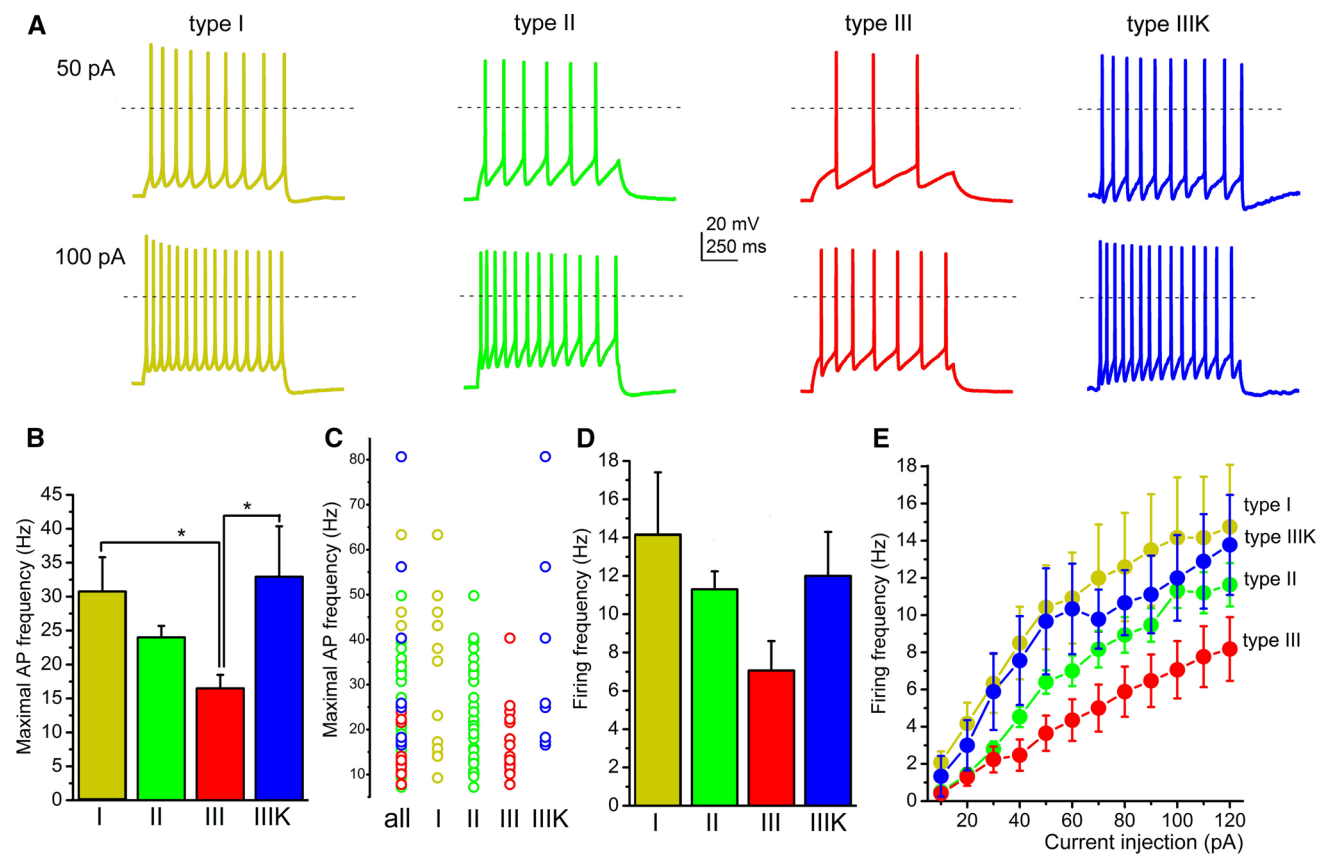 A
type I
type II
type III
type IIIK
50 pA
20 mV
250 ms
100 pA
B
Maximal AP frequency (Hz)
45
40
35
30
25
20
15
10
5
0
*
*
I
II
III
IIIK
C
Maximal AP frequency (Hz)
80
70
60
50
40
30
20
10
all
I
II
III
IIIK
D
Firing frequency (Hz)
18
16
14
12
10
8
6
4
2
0
I
II
III
IIIK
E
Firing frequency (Hz)
18
16
14
12
10
8
6
4
2
0
type I
type IIIK
type II
type III
20
40
60
80
100
120
Current injection (pA)